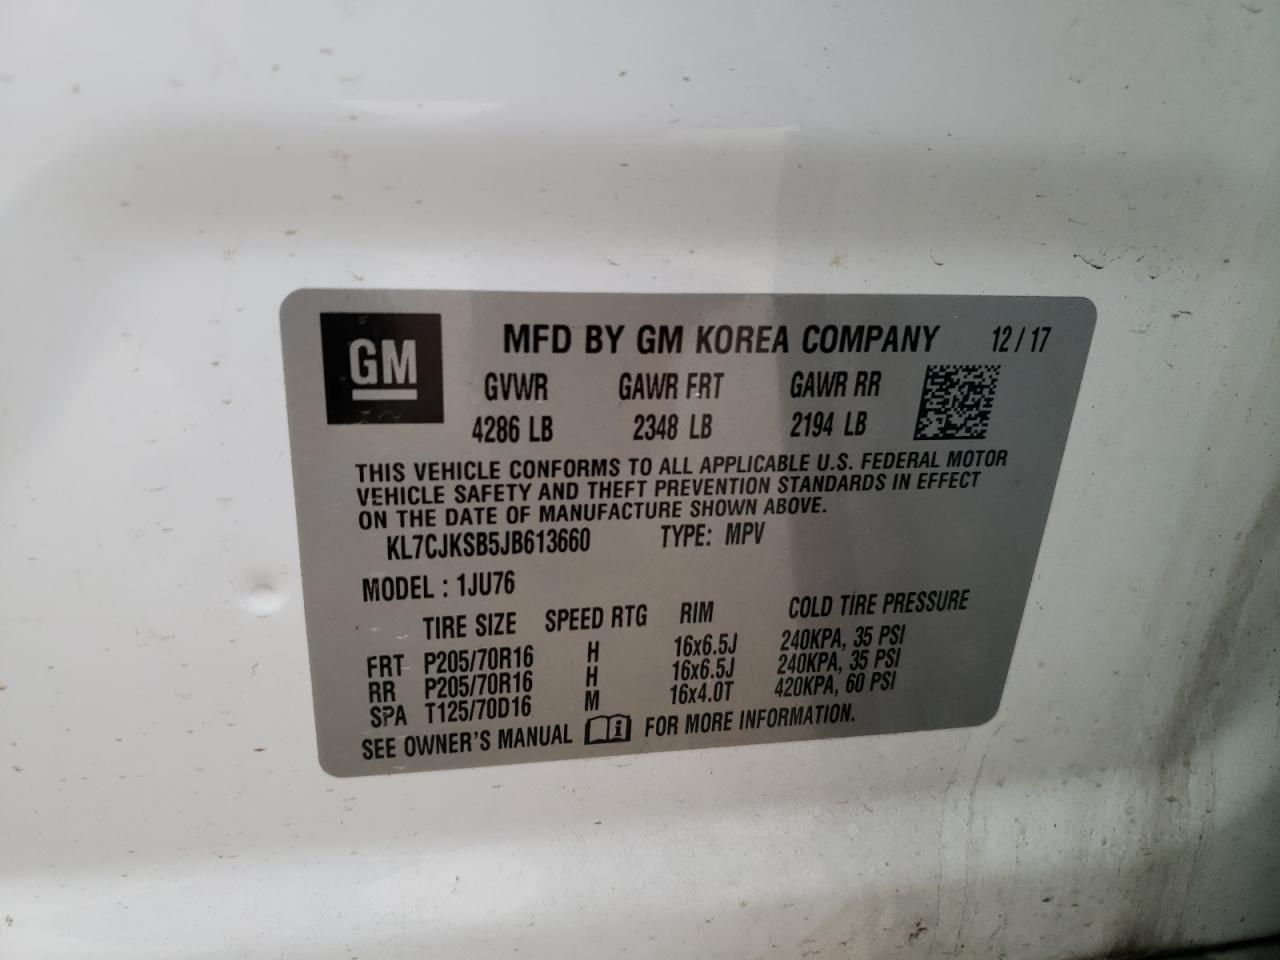 GM
MFD BY GM KOREA COMPANY 12 / 17
GVWR GAWR FRT GAWR RR
4286 LB 2348 LB 2194 LB
THIS VEHICLE CONFORMS TO ALL APPLICABLE U.S. FEDERAL MOTOR
VEHICLE SAFETY AND THEFT PREVENTION STANDARDS IN EFFECT
ON THE DATE OF MANUFACTURE SHOWN ABOVE.
KL7CJKSB5JB613660 TYPE: MPV
MODEL : 1JU76
TIRE SIZE SPEED RTG RIM COLD TIRE PRESSURE
FRT P205/70R16 H 16x6.5J 240KPA, 35 PSI
RR P205/70R16 H 16x6.5J 240KPA, 35 PSI
SPA T125/70D16 M 16x4.0T 420KPA, 60 PSI
SEE OWNER'S MANUAL i FOR MORE INFORMATION.